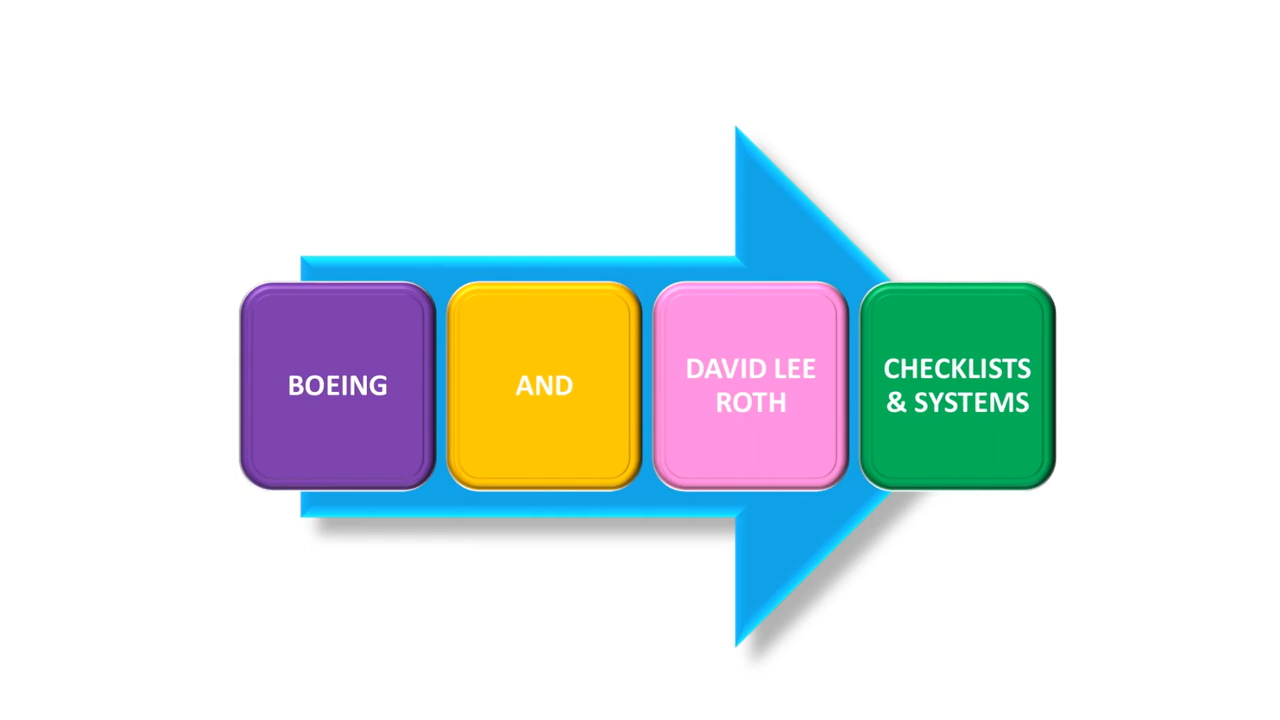 BOEING
AND
DAVID LEE
ROTH
CHECKLISTS
& SYSTEMS